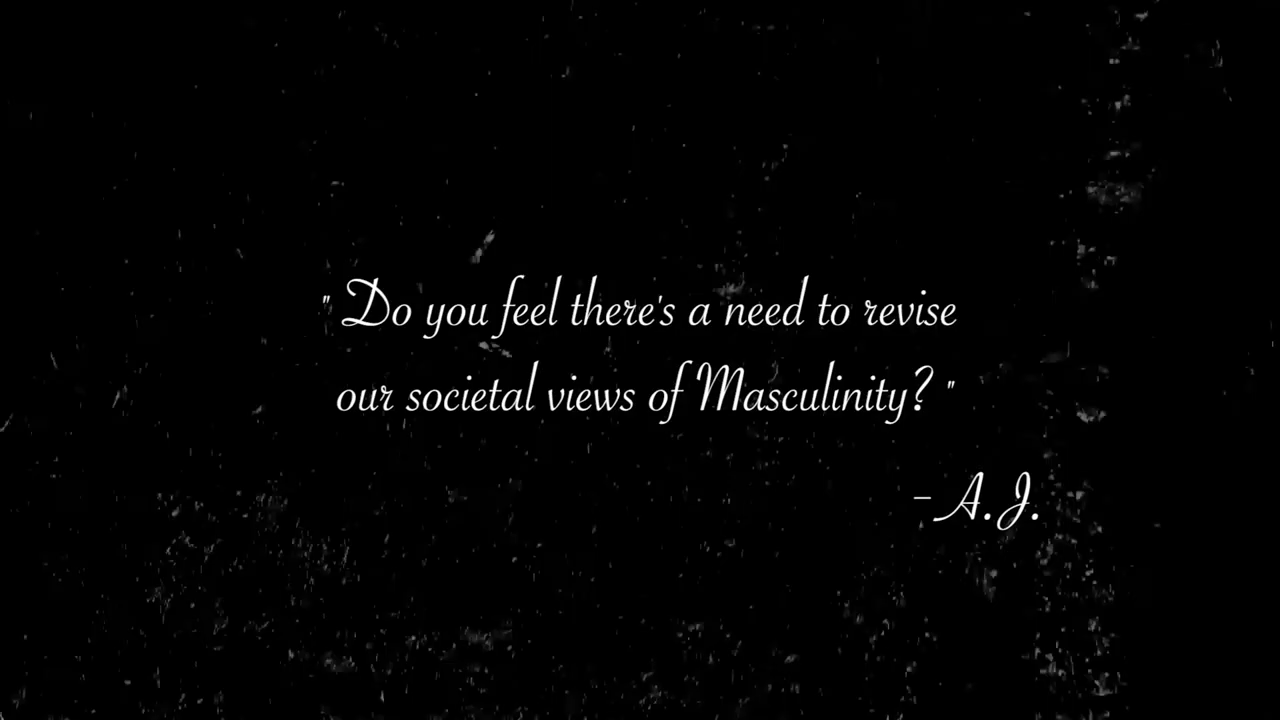 " Do you feel there's a need to revise
our societal views of Masculinity? "
- A.J.